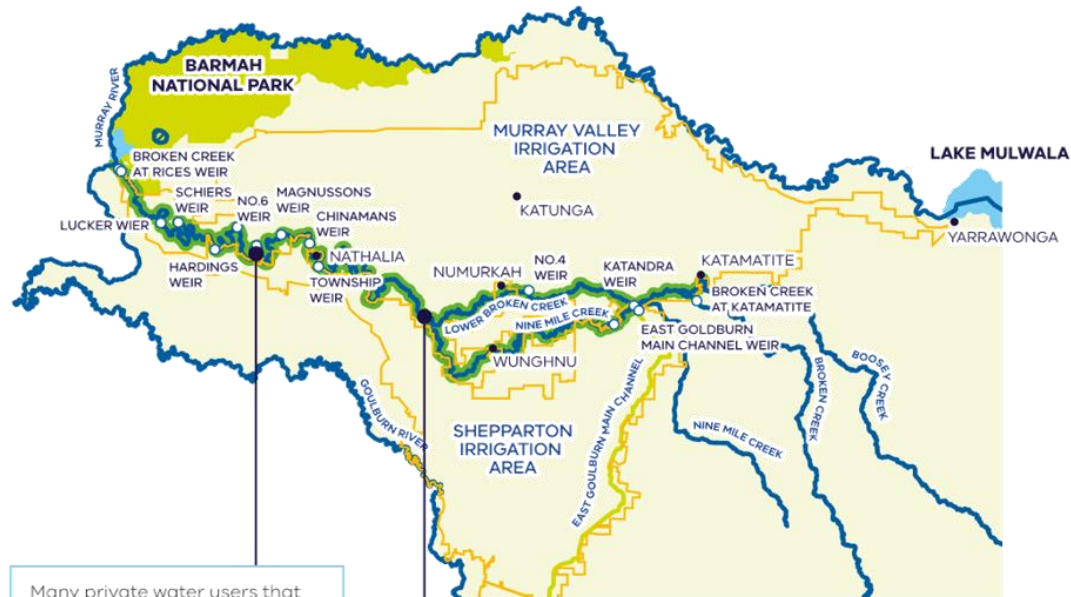 BARMAH
NATIONAL PARK
MURRAY RIVER
MURRAY VALLEY
IRRIGATION
AREA
LAKE MULWALA
BROKEN CREEK
AT RICES WEIR
SCHIERS
WEIR
MAGNUSSONS
WEIR
NO.6
WEIR
KATUNGA
CHINAMANS
WEIR
LUCKER WIER
YARRAWONGA
NATHALIA
HARDINGS
WEIR
TOWNSHIP
WEIR
NUMURKAH
NO.4
WEIR
KATANDRA
WEIR
KATAMATITE
BROKEN CREEK
AT KATAMATITE
LOWER BROKEN CREEK
NINE MILE CREEK
EAST GOLDBURN
MAIN CHANNEL WEIR
WUNGHNU
GOULBURN RIVER
SHEPPARTON
IRRIGATION
AREA
EAST GOULBURN MAIN CHANNEL
NINE MILE CREEK
BROKEN CREEK
BOOSEY CREEK
Many private water users that